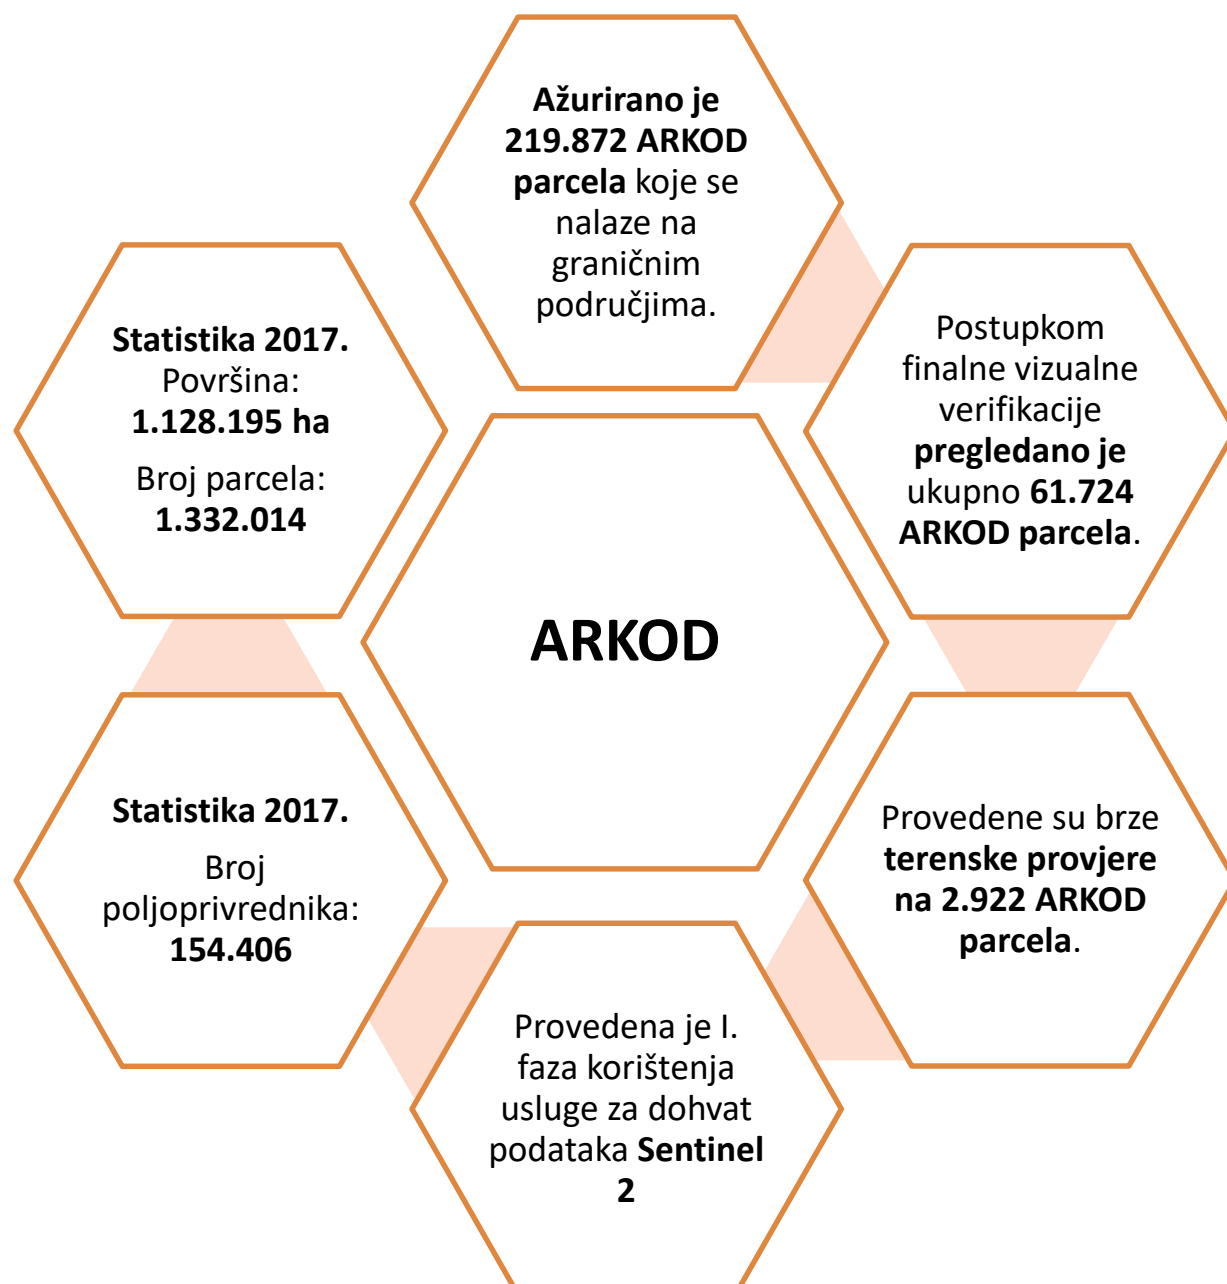 Ažurirano je
219.872 ARKOD
parcela koje se
nalaze na
graničnim
područjima.
Postupkom
finalne vizualne
verifikacije
pregledano je
ukupno 61.724
ARKOD parcela.
Provedene su brze
terenske provjere
na 2.922 ARKOD
parcela.
Provedena je I.
faza korištenja
usluge za dohvat
podataka Sentinel
2
Statistika 2017.
Broj
poljoprivrednika:
154.406
Statistika 2017.
Površina:
1.128.195 ha
Broj parcela:
1.332.014
ARKOD